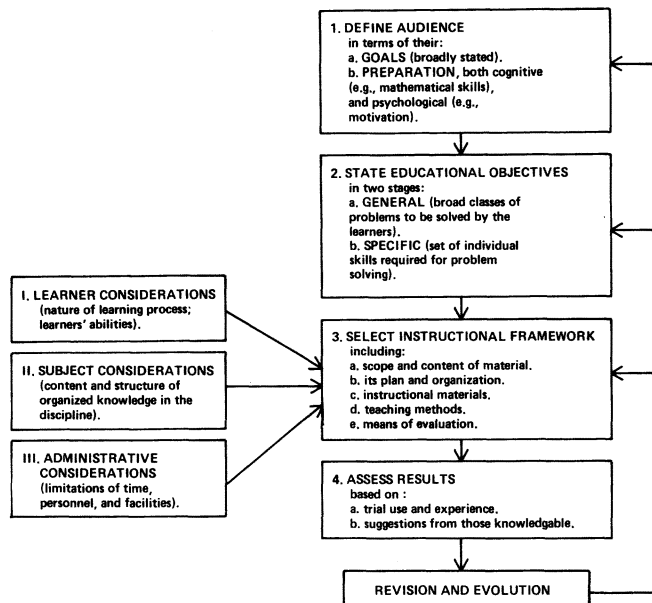 1. DEFINE AUDIENCE
in terms of their:
a. GOALS (broadly stated).
b. PREPARATION, both cognitive
(e.g., mathematical skills),
and psychological (e.g.,
motivation).
2. STATE EDUCATIONAL OBJECTIVES
in two stages:
a. GENERAL (broad classes of
problems to be solved by the
learners).
b. SPECIFIC (set of individual
skills required for problem
solving).
I. LEARNER CONSIDERATIONS
(nature of learning process;
learners' abilities).
II. SUBJECT CONSIDERATIONS
(content and structure of
organized knowledge in the
discipline).
III. ADMINISTRATIVE
CONSIDERATIONS
(limitations of time,
personnel, and facilities).
3. SELECT INSTRUCTIONAL FRAMEWORK
including:
a. scope and content of material.
b. its plan and organization.
c. instructional materials.
d. teaching methods.
e. means of evaluation.
4. ASSESS RESULTS
based on :
a. trial use and experience.
b. suggestions from those knowledgable.
REVISION AND EVOLUTION